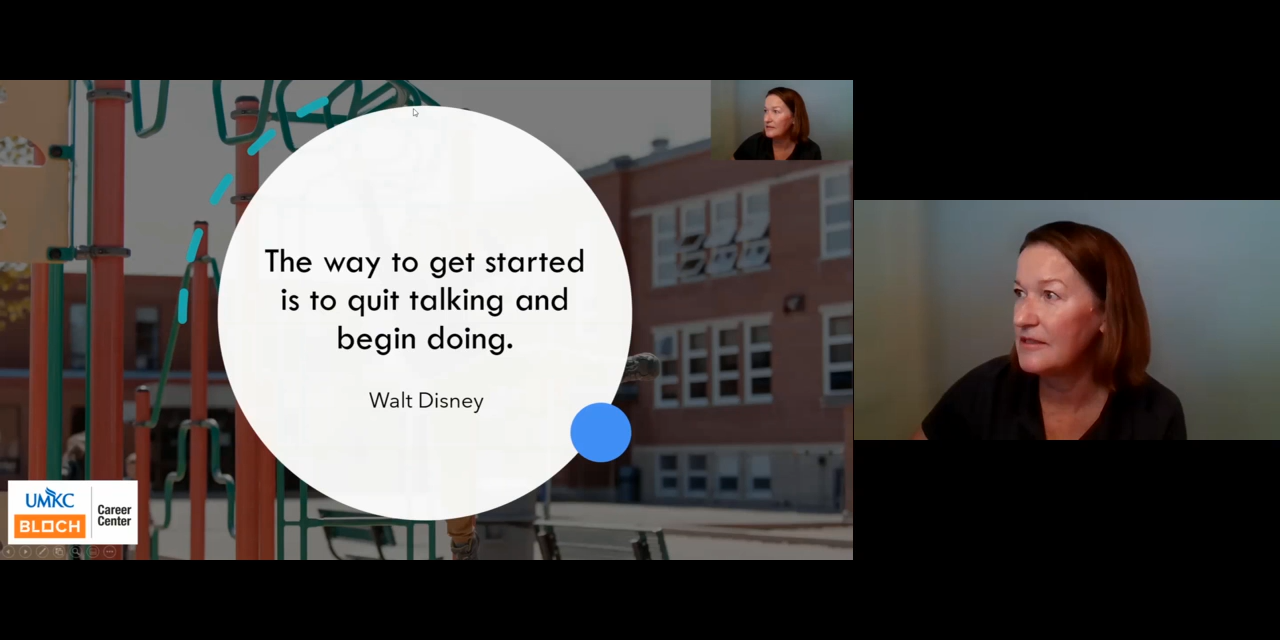 The way to get started
is to quit talking and
begin doing.
Walt Disney
UMKC
BLOCH
Career
Center